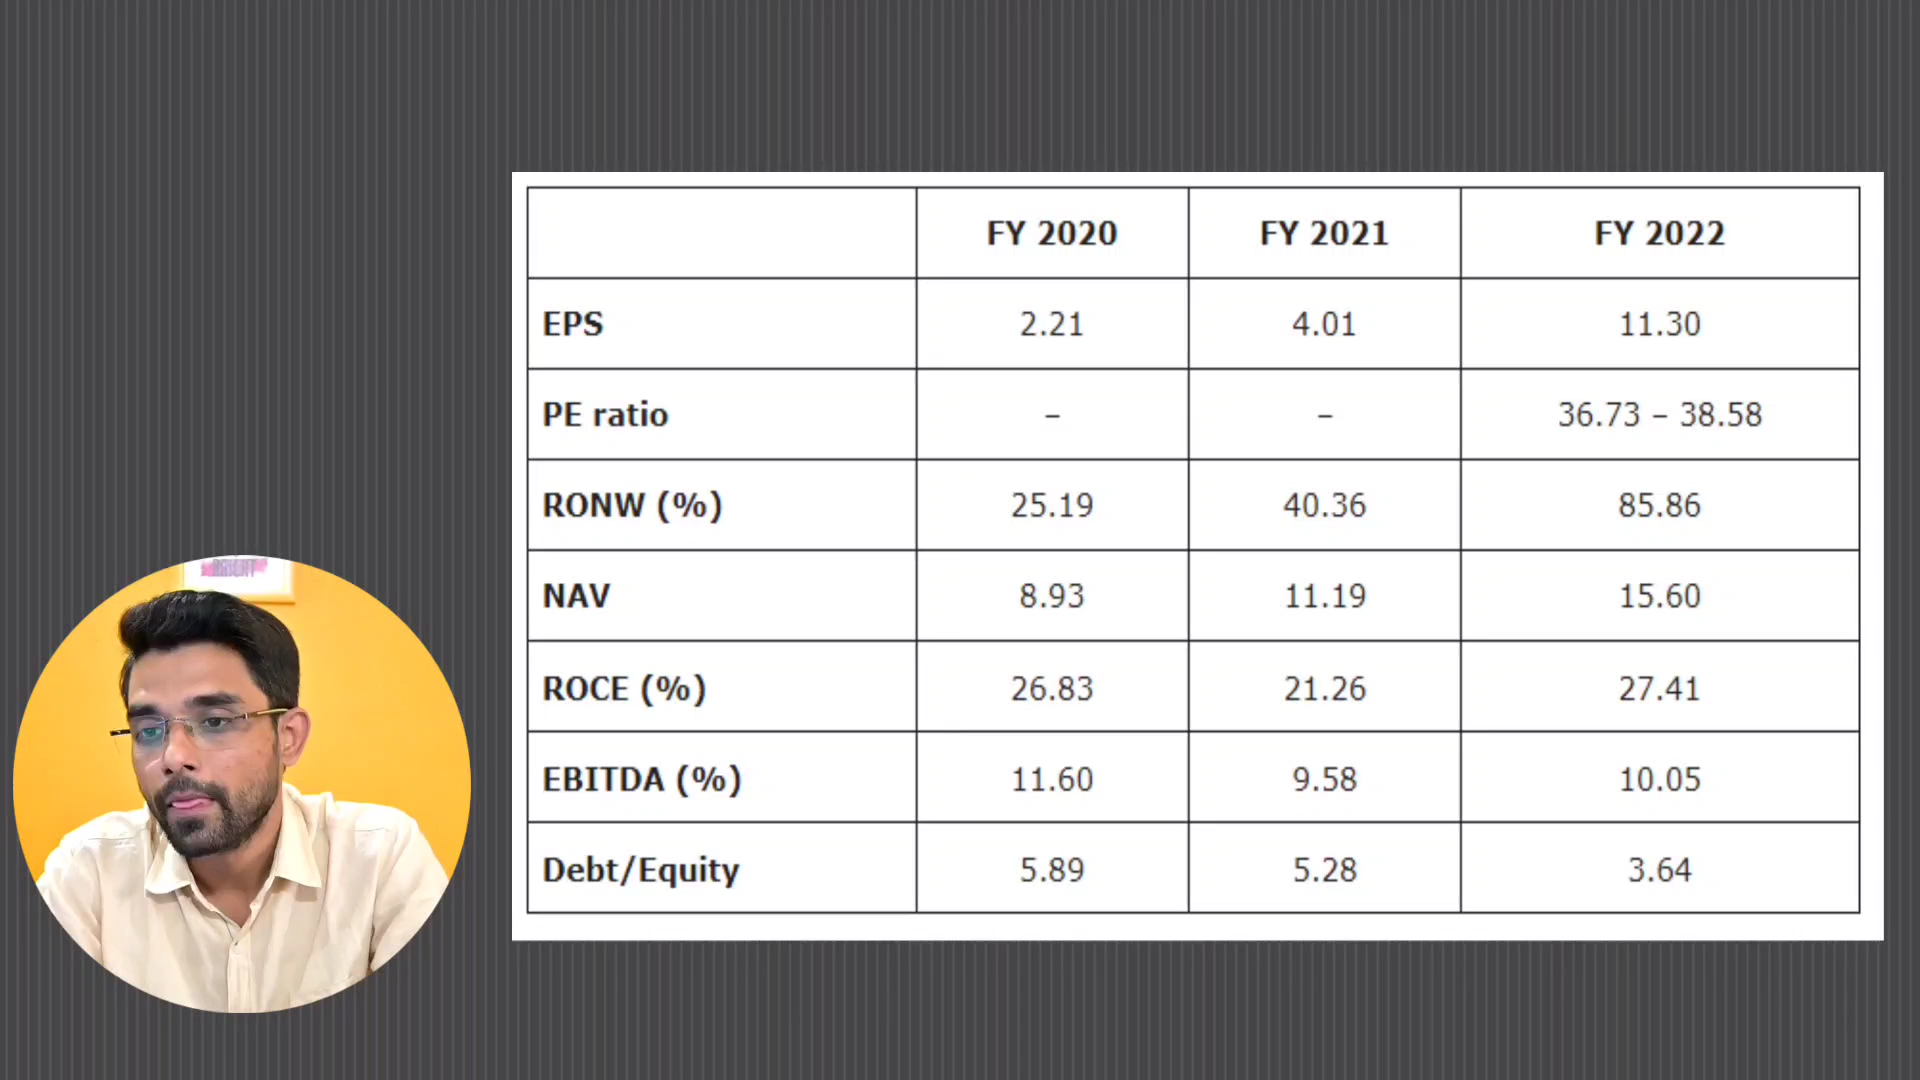 FY 2020 FY 2021 FY 2022
EPS 2.21 4.01 11.30
PE ratio – – 36.73 – 38.58
RONW (%) 25.19 40.36 85.86
NAV 8.93 11.19 15.60
ROCE (%) 26.83 21.26 27.41
EBITDA (%) 11.60 9.58 10.05
Debt/Equity 5.89 5.28 3.64